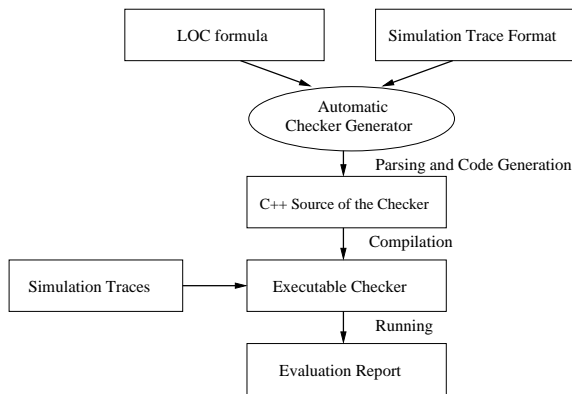 LOC formula
Simulation Trace Format
Automatic
Checker Generator
Parsing and Code Generation
C++ Source of the Checker
Compilation
Simulation Traces
Executable Checker
Running
Evaluation Report